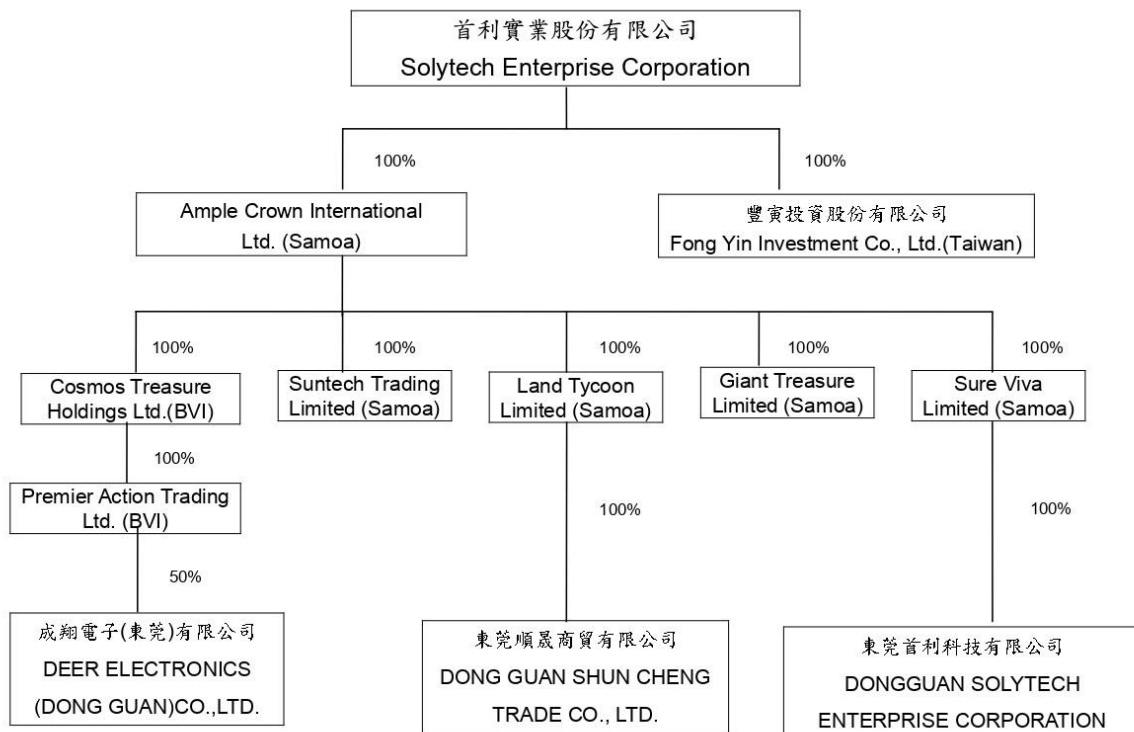 首利實業股份有限公司
Solytech Enterprise Corporation
100%
100%
Ample Crown International
Ltd. (Samoa)
豐寅投資股份有限公司
Fong Yin Investment Co., Ltd.(Taiwan)
100%
100%
100%
100%
100%
Cosmos Treasure
Holdings Ltd.(BVI)
Suntech Trading
Limited (Samoa)
Land Tycoon
Limited (Samoa)
Giant Treasure
Limited (Samoa)
Sure Viva
Limited (Samoa)
100%
Premier Action Trading
Ltd. (BVI)
100%
100%
50%
成翔電子(東莞)有限公司
DEER ELECTRONICS
(DONG GUAN)CO.,LTD.
東莞順晟商貿有限公司
DONG GUAN SHUN CHENG
TRADE CO., LTD.
東莞首利科技有限公司
DONGGUAN SOLYTECH
ENTERPRISE CORPORATION